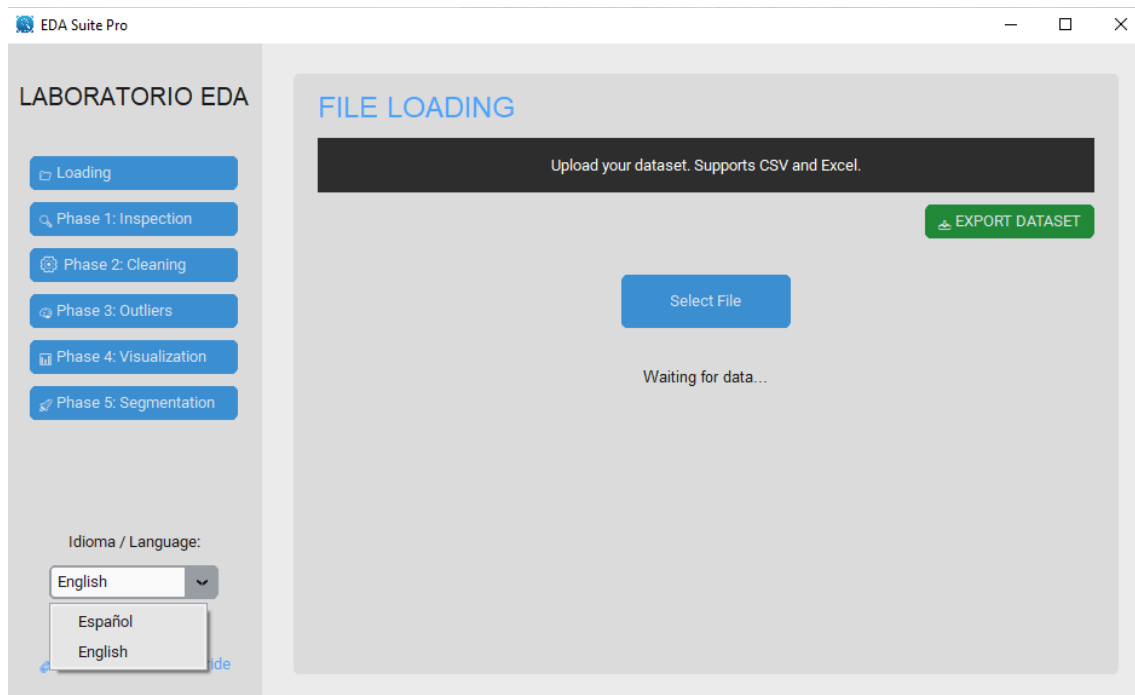 EDA Suite Pro
LABORATORIO EDA
Loading
Phase 1: Inspection
Phase 2: Cleaning
Phase 3: Outliers
Phase 4: Visualization
Phase 5: Segmentation
Idioma / Language:
English
Español
English
FILE LOADING
Upload your dataset. Supports CSV and Excel.
EXPORT DATASET
Select File
Waiting for data...